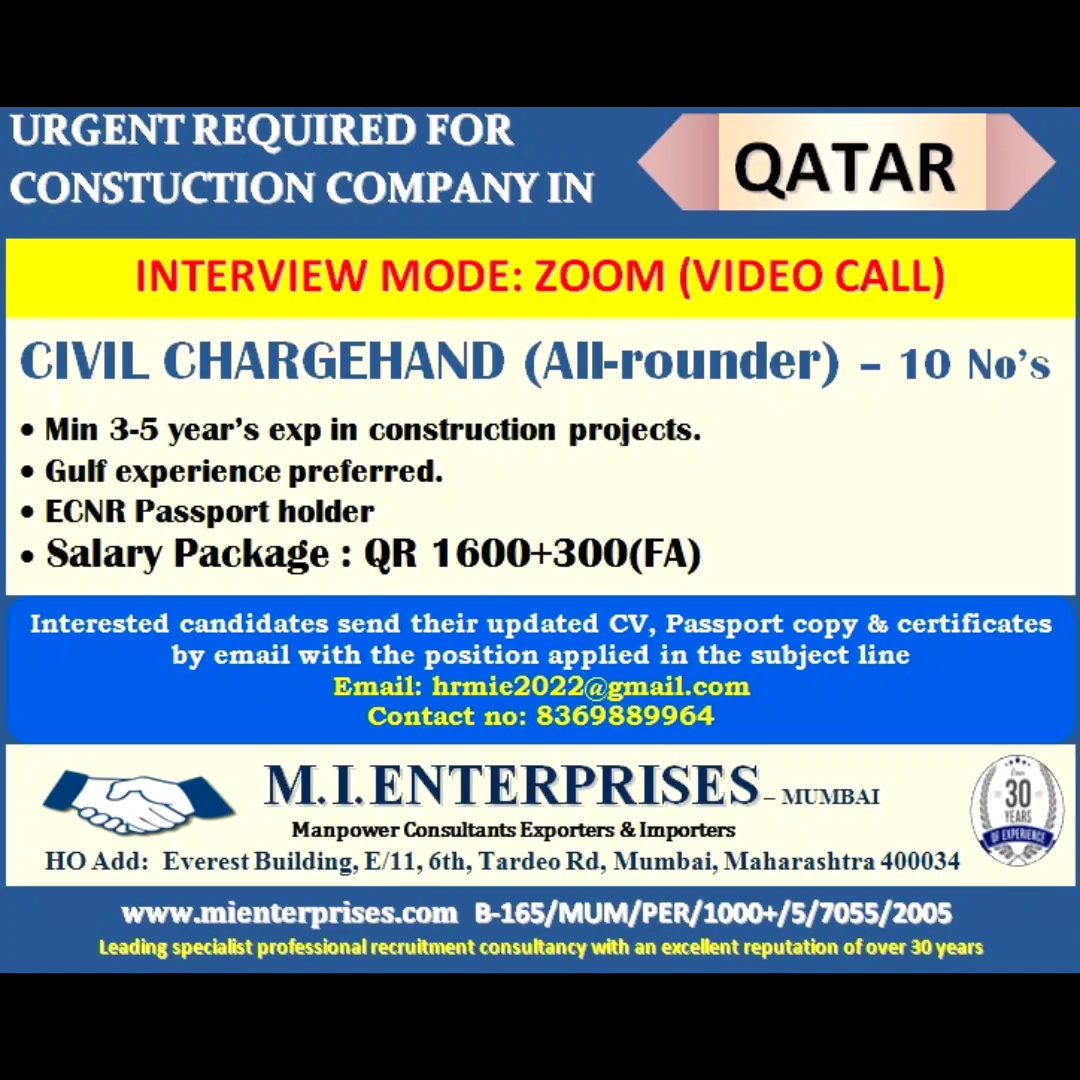 URGENT REQUIRED FOR
CONSTUCTION COMPANY IN
QATAR
INTERVIEW MODE: ZOOM (VIDEO CALL)
CIVIL CHARGEHAND (All-rounder) – 10 No's
• Min 3-5 year's exp in construction projects.
• Gulf experience preferred.
• ECNR Passport holder
• Salary Package : QR 1600+300(FA)
Interested candidates send their updated CV, Passport copy & certificates
by email with the position applied in the subject line
Email: hrmie2022@gmail.com
Contact no: 8369889964
M.I.ENTERPRISES – MUMBAI
Manpower Consultants Exporters & Importers
HO Add: Everest Building, E/11, 6th, Tardeo Rd, Mumbai, Maharashtra 400034
Over
30
YEARS
OF EXPERIENCE
www.mienterprises.com B-165/MUM/PER/1000+/5/7055/2005
Leading specialist professional recruitment consultancy with an excellent reputation of over 30 years